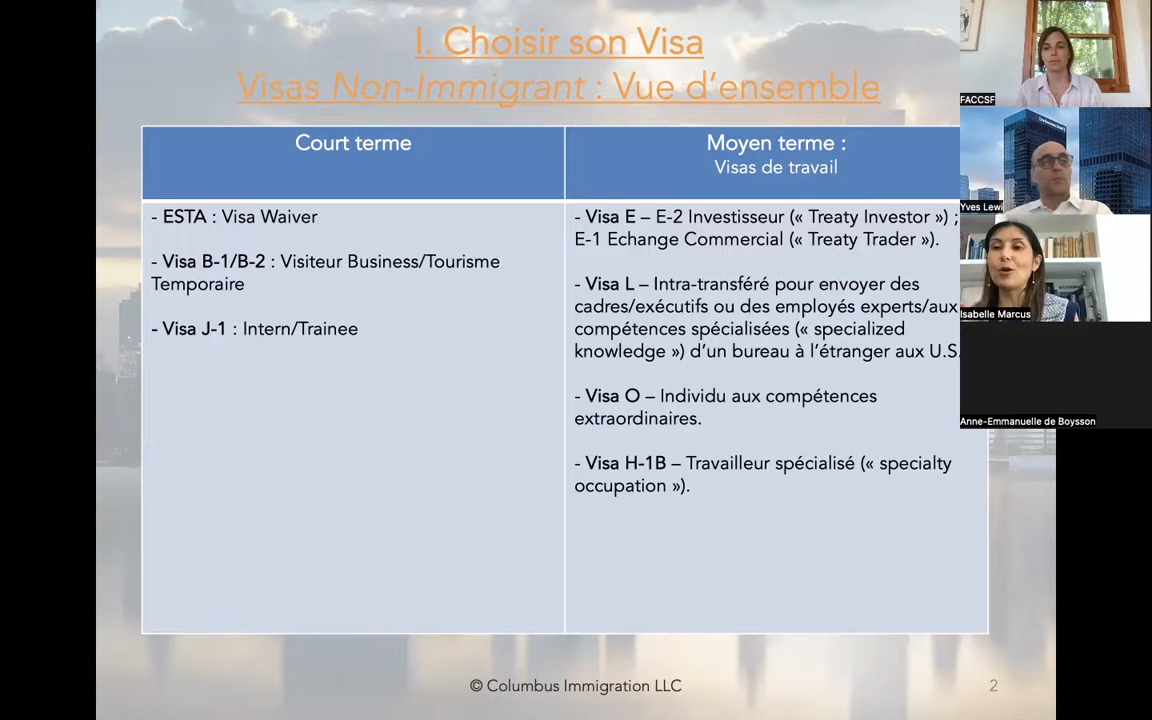 I. Choisir son Visa
Visas Non-Immigrant : Vue d’ensemble
Court terme
- ESTA : Visa Waiver
- Visa B-1/B-2 : Visiteur Business/Tourisme
Temporaire
- Visa J-1 : Intern/Trainee
Moyen terme :
Visas de travail
- Visa E – E-2 Investisseur (« Treaty Investor ») ;
E-1 Echange Commercial (« Treaty Trader »).
- Visa L – Intra-transféré pour envoyer des
cadres/exécutifs ou des employés experts/aux
compétences spécialisées (« specialized
knowledge ») d’un bureau à l’étranger aux U.S.
- Visa O – Individu aux compétences
extraordinaires.
- Visa H-1B – Travailleur spécialisé (« specialty
occupation »).
© Columbus Immigration LLC
2
FACCSF
Yves Lewi
Isabelle Marcus
Anne-Emmanuelle de Boysson